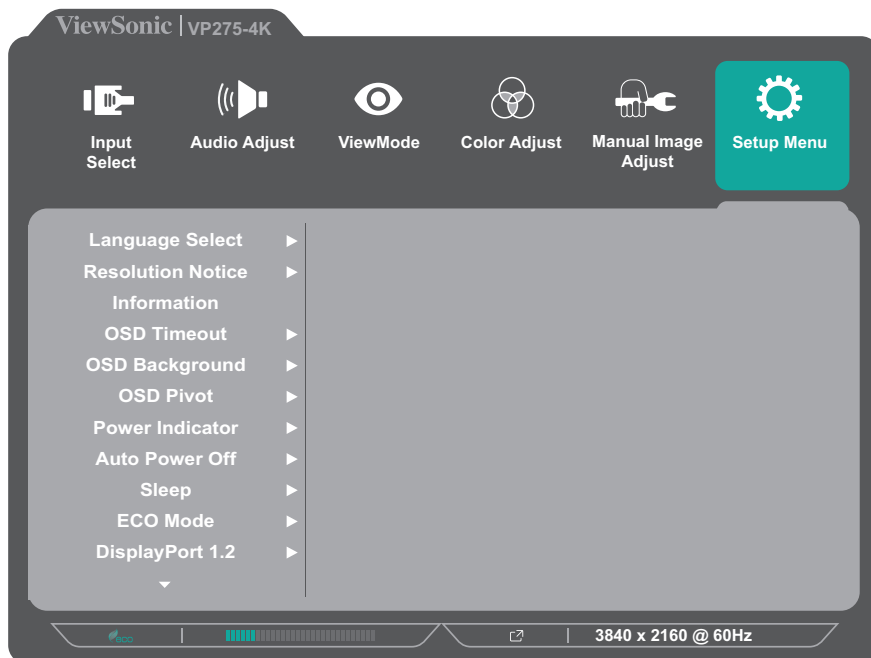 ViewSonic | VP275-4K
Input Select
Audio Adjust
ViewMode
Color Adjust
Manual Image Adjust
Setup Menu
Language Select
Resolution Notice
Information
OSD Timeout
OSD Background
OSD Pivot
Power Indicator
Auto Power Off
Sleep
ECO Mode
DisplayPort 1.2
eco
3840 x 2160 @ 60Hz